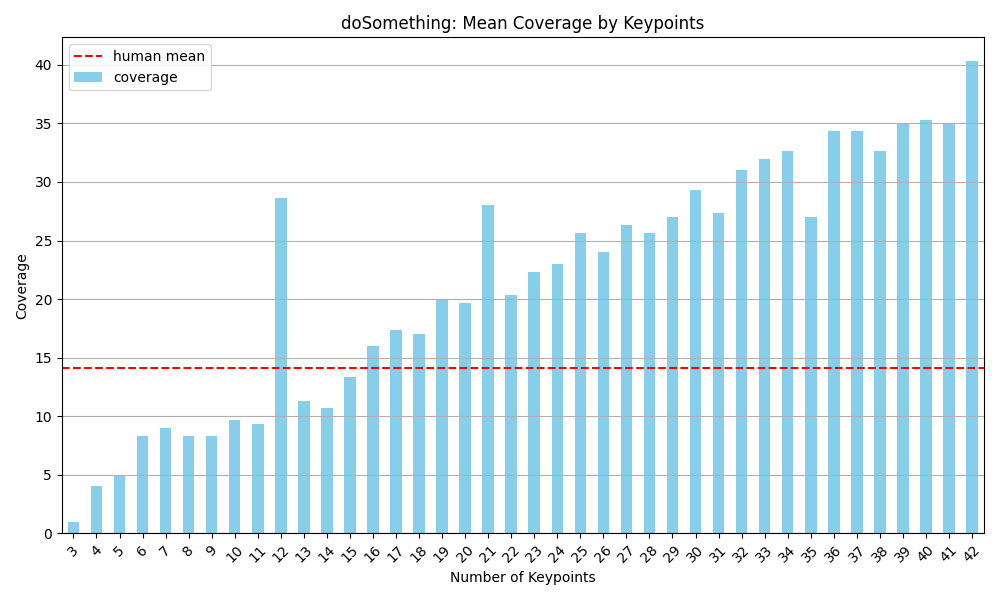 doSomething: Mean Coverage by Keypoints
human mean
coverage
Coverage
40
35
30
25
20
15
10
5
0
3 4 5 6 7 8 9 10 11 12 13 14 15 16 17 18 19 20 21 22 23 24 25 26 27 28 29 30 31 32 33 34 35 36 37 38 39 40 41 42
Number of Keypoints